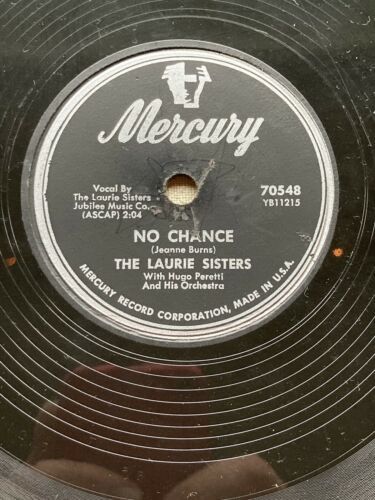 Mercury
Vocal By
The Laurie Sisters
Jubilee Music Co.
(ASCAP) 2:04
70548
YB11215
NO CHANCE
(Jeanne Burns)
THE LAURIE SISTERS
With Hugo Peretti
And His Orchestra
MERCURY RECORD CORPORATION, MADE IN U.S.A.